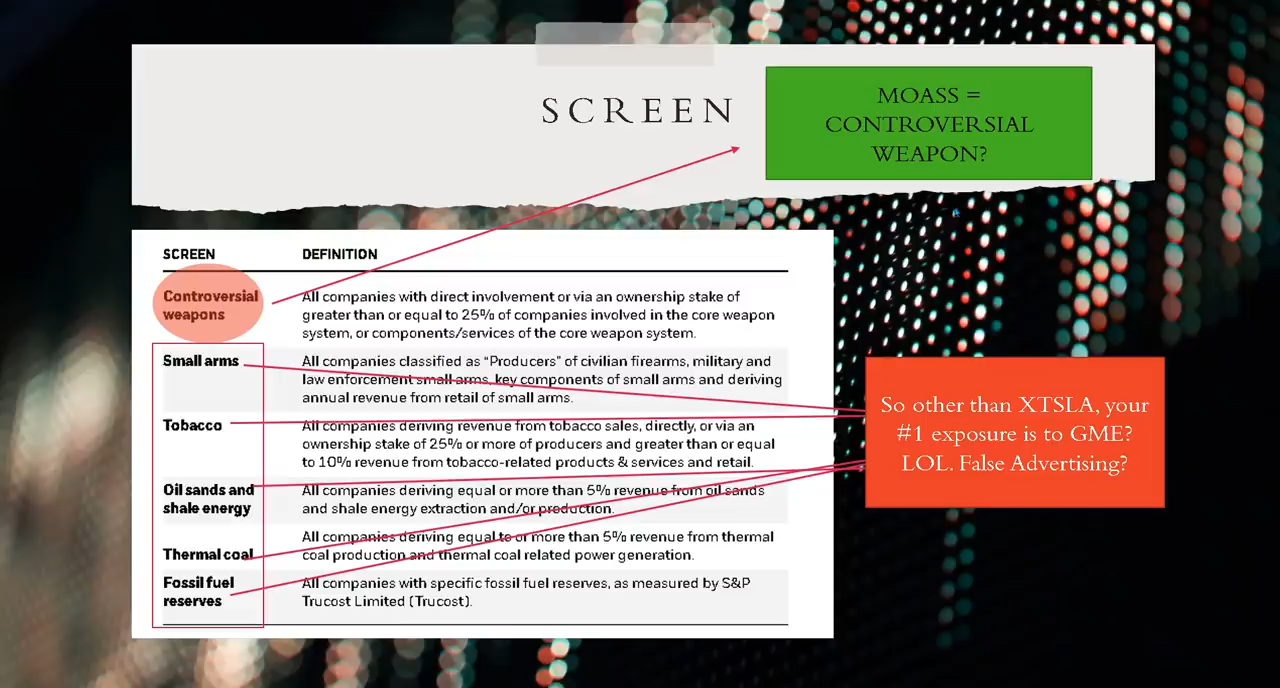 SCREEN
MOASS =
CONTROVERSIAL
WEAPON?
SCREEN DEFINITION
Controversial
weapons
All companies with direct involvement or via an ownership stake of
greater than or equal to 25% of companies involved in the core weapon
system, or components/services of the core weapon system.
Small arms
All companies classified as “Producers” of civilian firearms, military and
law enforcement small arms, key components of small arms and deriving
annual revenue from retail of small arms.
Tobacco
All companies deriving revenue from tobacco sales, directly, or via an
ownership stake of 25% or more of producers and greater than or equal
to 10% revenue from tobacco-related products & services and retail.
Oil sands and
shale energy
All companies deriving equal or more than 5% revenue from oil sands
and shale energy extraction and/or production.
Thermal coal
All companies deriving equal to or more than 5% revenue from thermal
coal production and thermal coal related power generation.
Fossil fuel
reserves
All companies with specific fossil fuel reserves, as measured by S&P
Trucost Limited (Trucost).
So other than XTSLA, your
#1 exposure is to GME?
LOL. False Advertising?